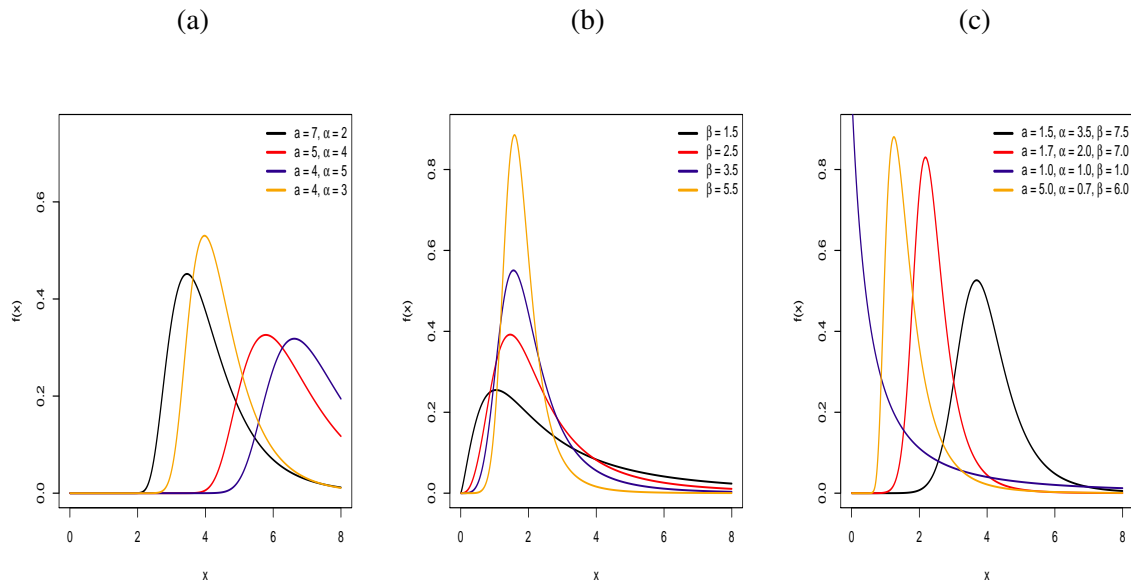 (a)
(b)
(c)
a = 7, α = 2
a = 5, α = 4
a = 4, α = 5
a = 4, α = 3
f(x)
0.0
0.2
0.4
0.6
0
2
4
6
8
x
β = 1.5
β = 2.5
β = 3.5
β = 5.5
f(x)
0.0
0.2
0.4
0.6
0.8
0
2
4
6
8
x
a = 1.5, α = 3.5, β = 7.5
a = 1.7, α = 2.0, β = 7.0
a = 1.0, α = 1.0, β = 1.0
a = 5.0, α = 0.7, β = 6.0
f(x)
0.0
0.2
0.4
0.6
0.8
0
2
4
6
8
x